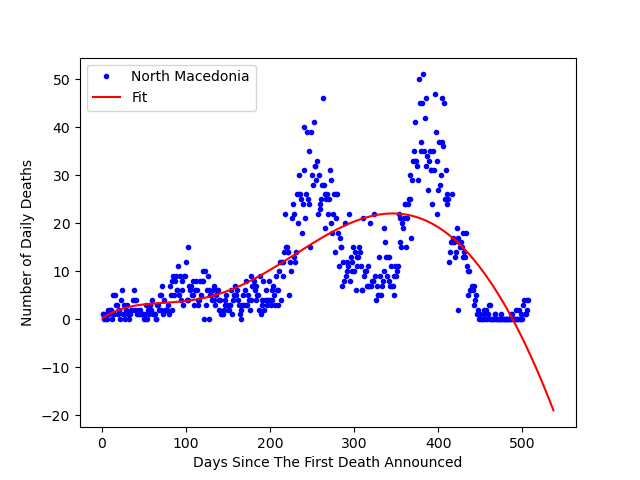 North Macedonia
Fit
50
40
30
20
10
0
−10
−20
Number of Daily Deaths
0 100 200 300 400 500
Days Since The First Death Announced